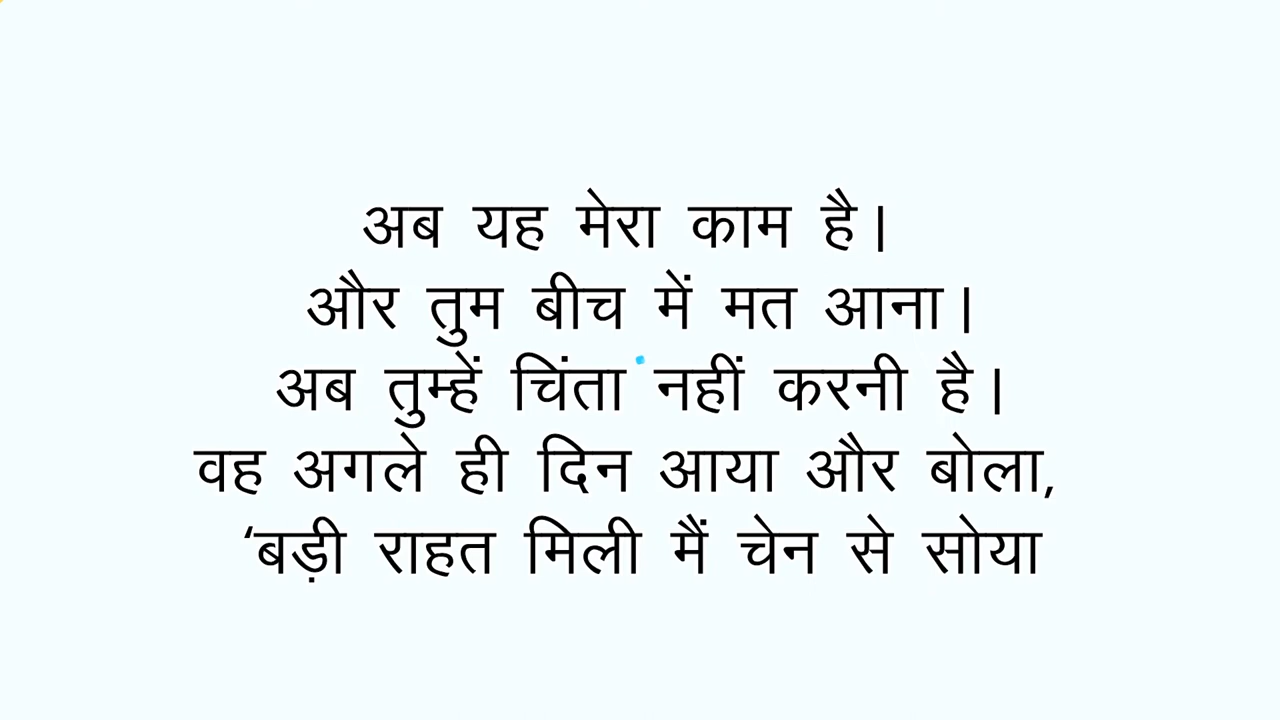 अब यह मेरा काम है।
और तुम बीच में मत आना।
अब तुम्हें चिंता नहीं करनी है।
वह अगले ही दिन आया और बोला,
‘बड़ी राहत मिली मैं चेन से सोया